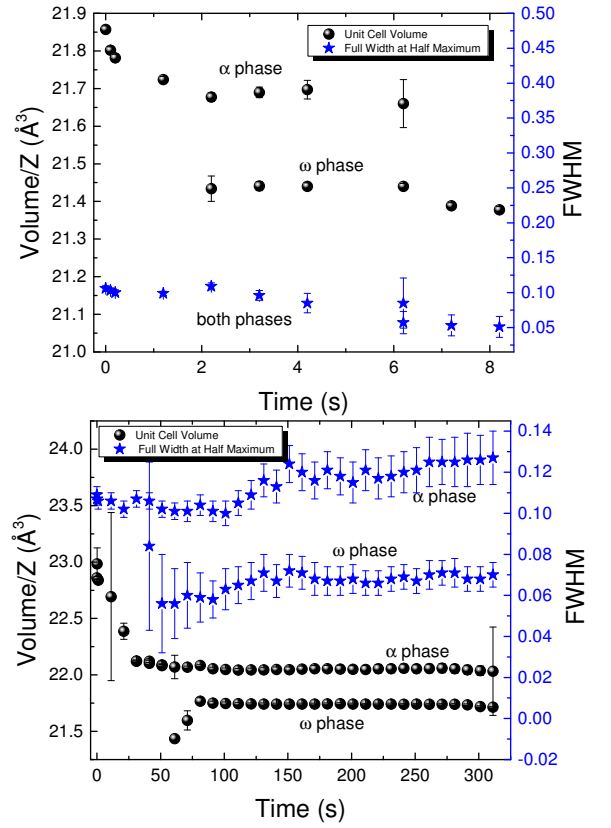 Unit Cell Volume
Full Width at Half Maximum
α phase
ω phase
both phases
21.9
21.8
21.7
21.6
21.5
21.4
21.3
21.2
21.1
21.0
Volume/Z (Å³)
0.50
0.45
0.40
0.35
0.30
0.25
0.20
0.15
0.10
0.05
FWHM
0 2 4 6 8
Time (s)
Unit Cell Volume
Full Width at Half Maximum
α phase
ω phase
α phase
ω phase
24.0
23.5
23.0
22.5
22.0
21.5
Volume/Z (Å³)
0.14
0.12
0.10
0.08
0.06
0.04
0.02
0.00
-0.02
FWHM
0 50 100 150 200 250 300
Time (s)